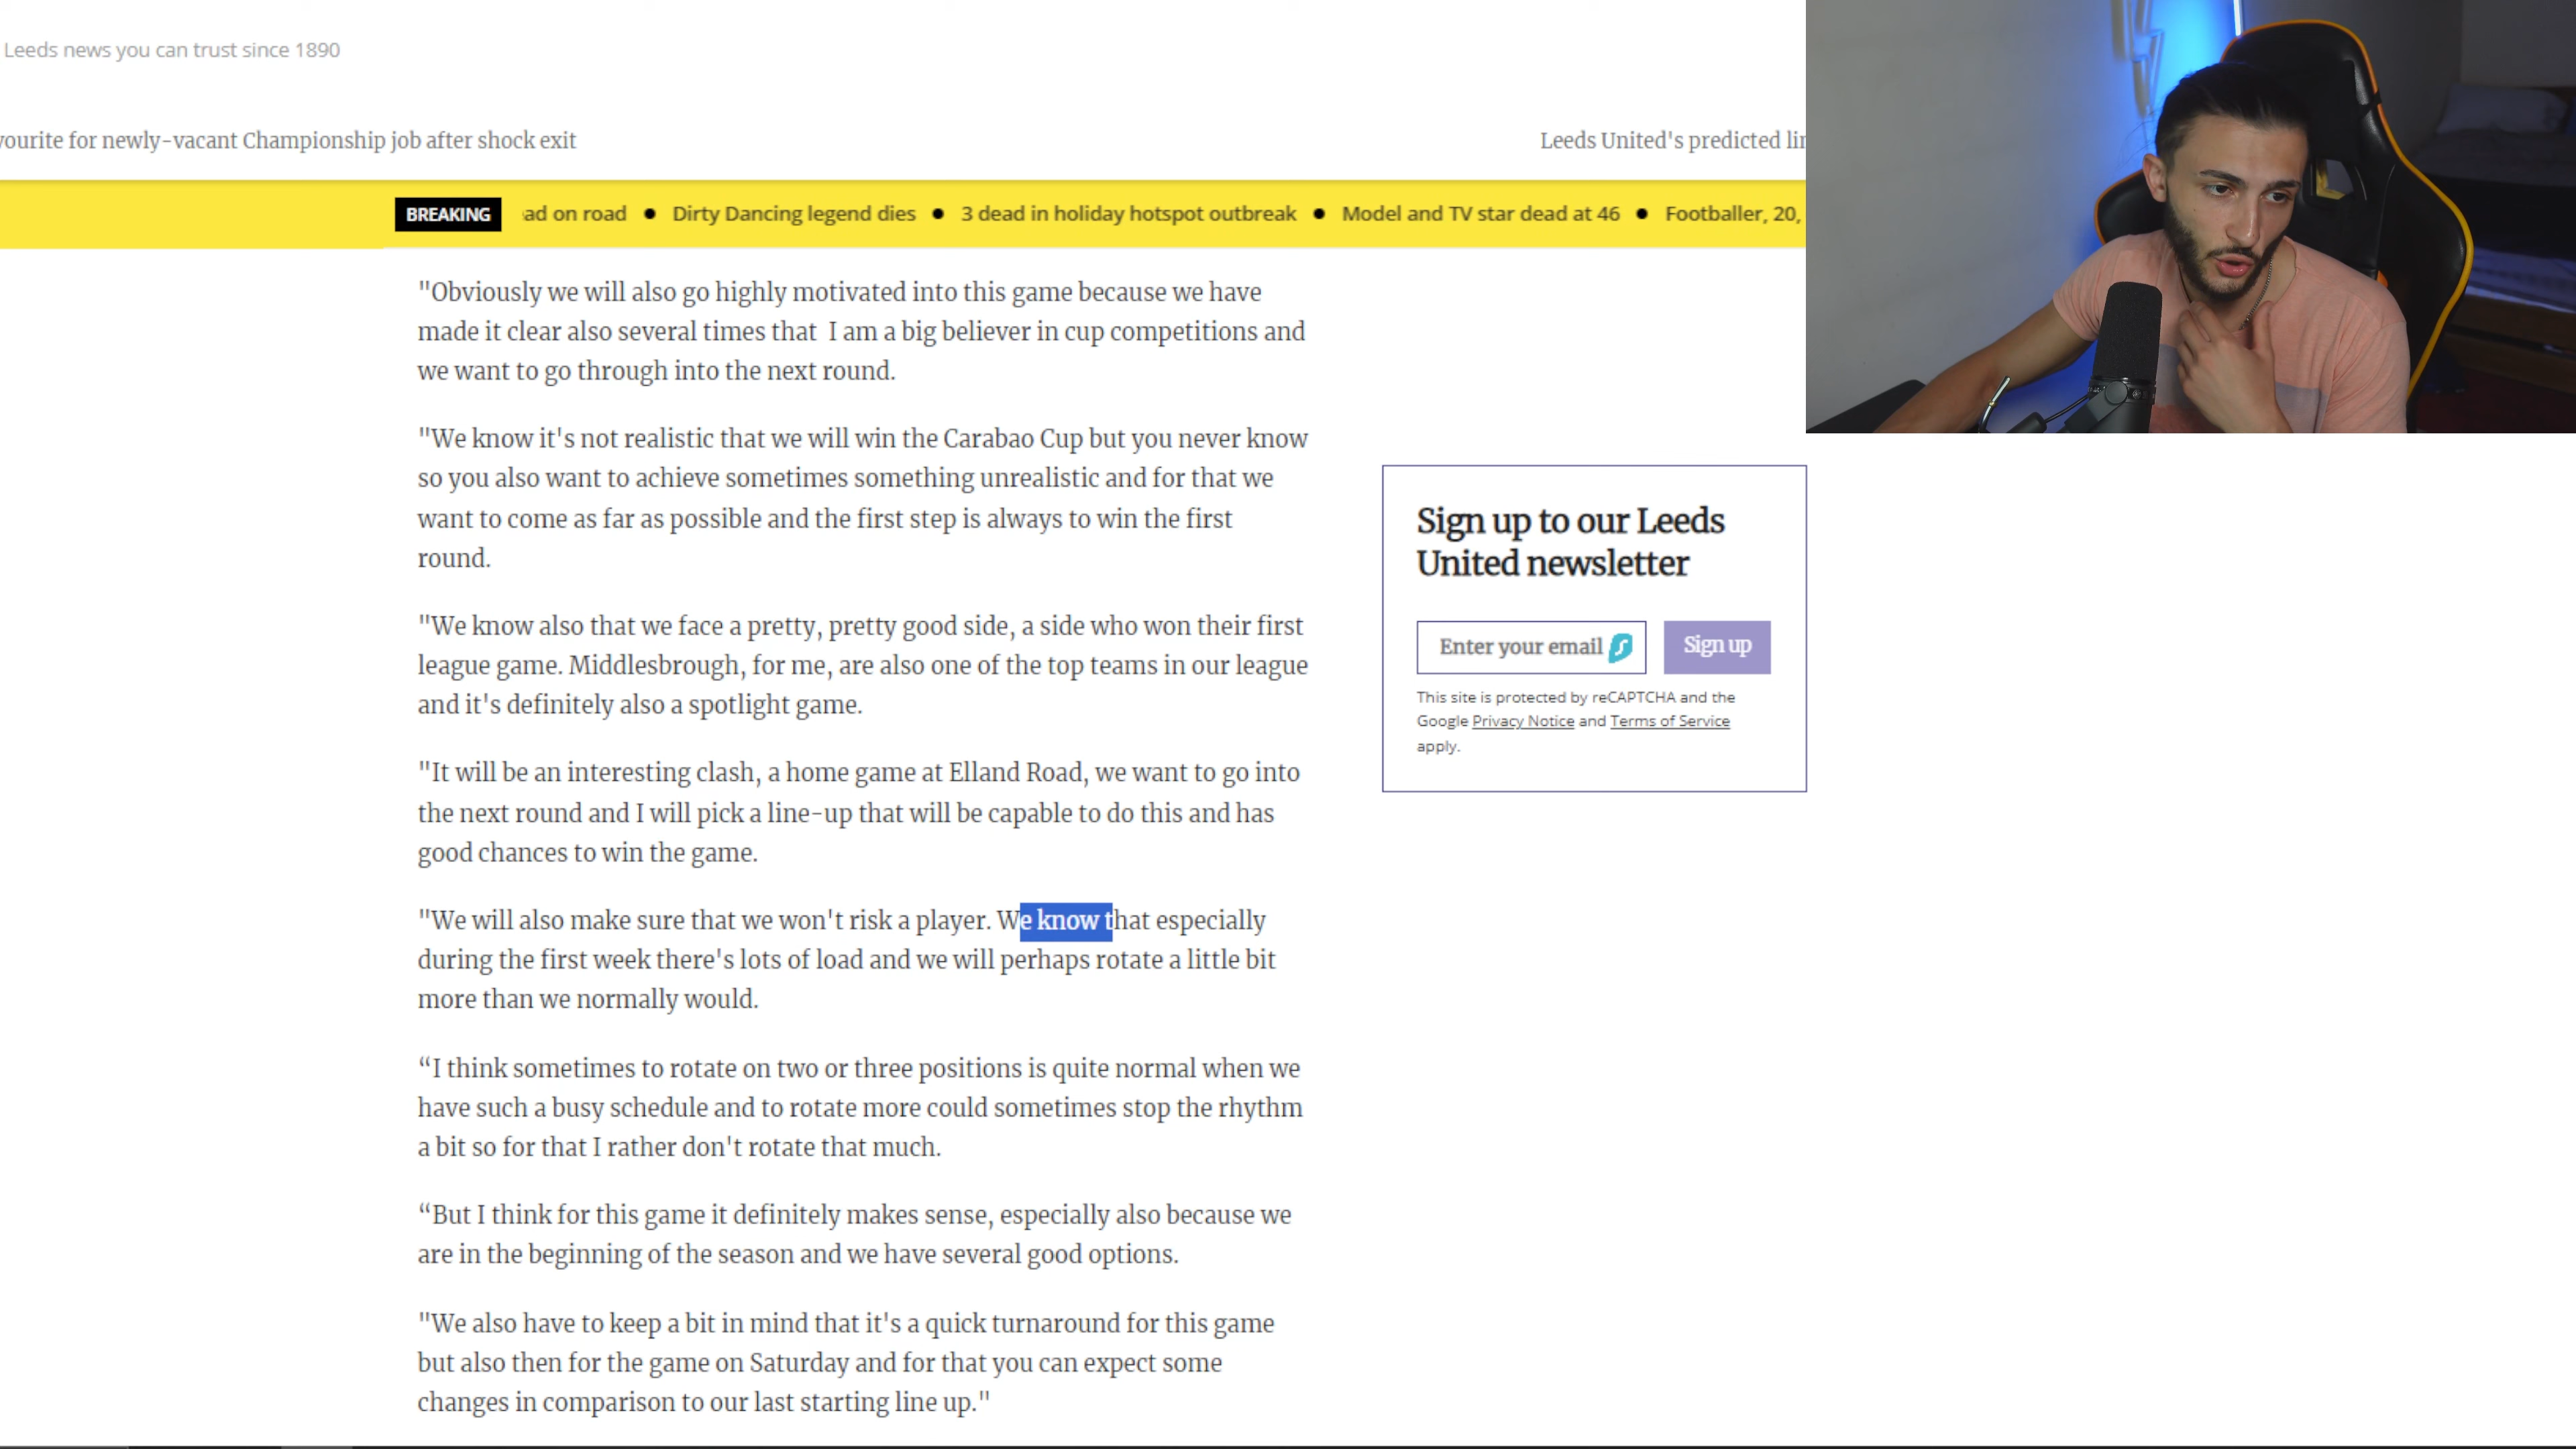 Leeds news you can trust since 1890
vourite for newly-vacant Championship job after shock exit
Leeds United's predicted lin
BREAKING
ad on road • Dirty Dancing legend dies • 3 dead in holiday hotspot outbreak • Model and TV star dead at 46 • Footballer, 20,
"Obviously we will also go highly motivated into this game because we have
made it clear also several times that I am a big believer in cup competitions and
we want to go through into the next round.
"We know it's not realistic that we will win the Carabao Cup but you never know
so you also want to achieve sometimes something unrealistic and for that we
want to come as far as possible and the first step is always to win the first
round.
"We know also that we face a pretty, pretty good side, a side who won their first
league game. Middlesbrough, for me, are also one of the top teams in our league
and it's definitely also a spotlight game.
"It will be an interesting clash, a home game at Elland Road, we want to go into
the next round and I will pick a line-up that will be capable to do this and has
good chances to win the game.
"We will also make sure that we won't risk a player. We know that especially
during the first week there's lots of load and we will perhaps rotate a little bit
more than we normally would.
“I think sometimes to rotate on two or three positions is quite normal when we
have such a busy schedule and to rotate more could sometimes stop the rhythm
a bit so for that I rather don't rotate that much.
“But I think for this game it definitely makes sense, especially also because we
are in the beginning of the season and we have several good options.
"We also have to keep a bit in mind that it's a quick turnaround for this game
but also then for the game on Saturday and for that you can expect some
changes in comparison to our last starting line up."
Sign up to our Leeds
United newsletter
Enter your email
Sign up
This site is protected by reCAPTCHA and the
Google Privacy Notice and Terms of Service
apply.